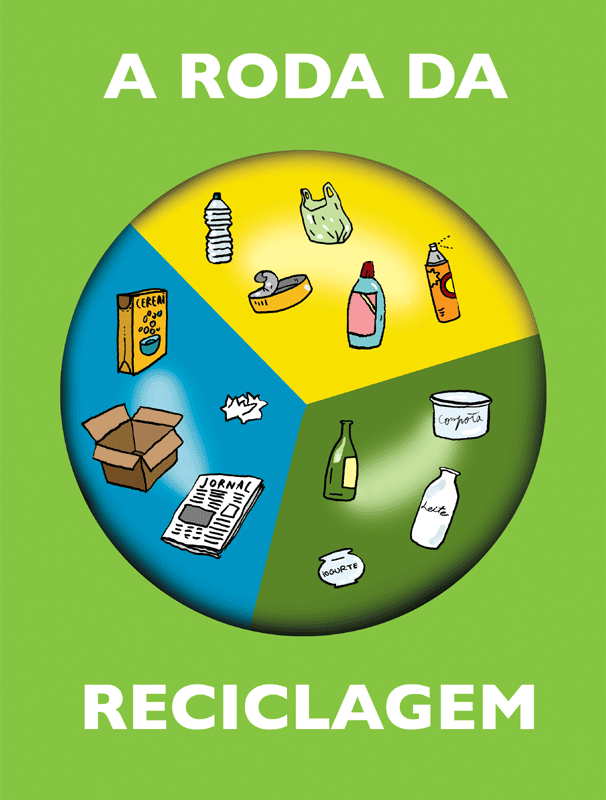 A RODA DA
CEREAI
COMPOTA
JORNAL
Leite
IOGURTE
RECICLAGEM